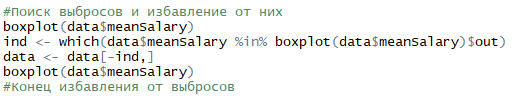 #Поиск выбросов и избавление от них
boxplot(data$meanSalary)
ind <- which(data$meanSalary %in% boxplot(data$meanSalary)$out)
data <- data[-ind,]
boxplot(data$meanSalary)
#Конец избавления от выбросов